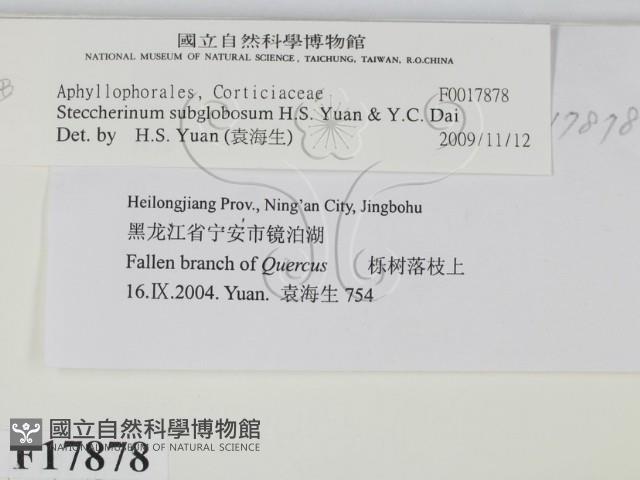 國立自然科學博物館
NATIONAL MUSEUM OF NATURAL SCIENCE, TAICHUNG, TAIWAN, R.O.CHINA
Aphyllophorales, Corticiaceae F0017878
Steccherinum subglobosum H.S. Yuan & Y.C. Dai
Det. by H.S. Yuan (袁海生) 2009/11/12
17878
Heilongjiang Prov., Ning'an City, Jingbohu
黑龙江省宁安市镜泊湖
Fallen branch of Quercus 栎树落枝上
16.Ⅸ.2004. Yuan. 袁海生 754
國立自然科學博物館
NATIONAL MUSEUM OF NATURAL SCIENCE
F17878